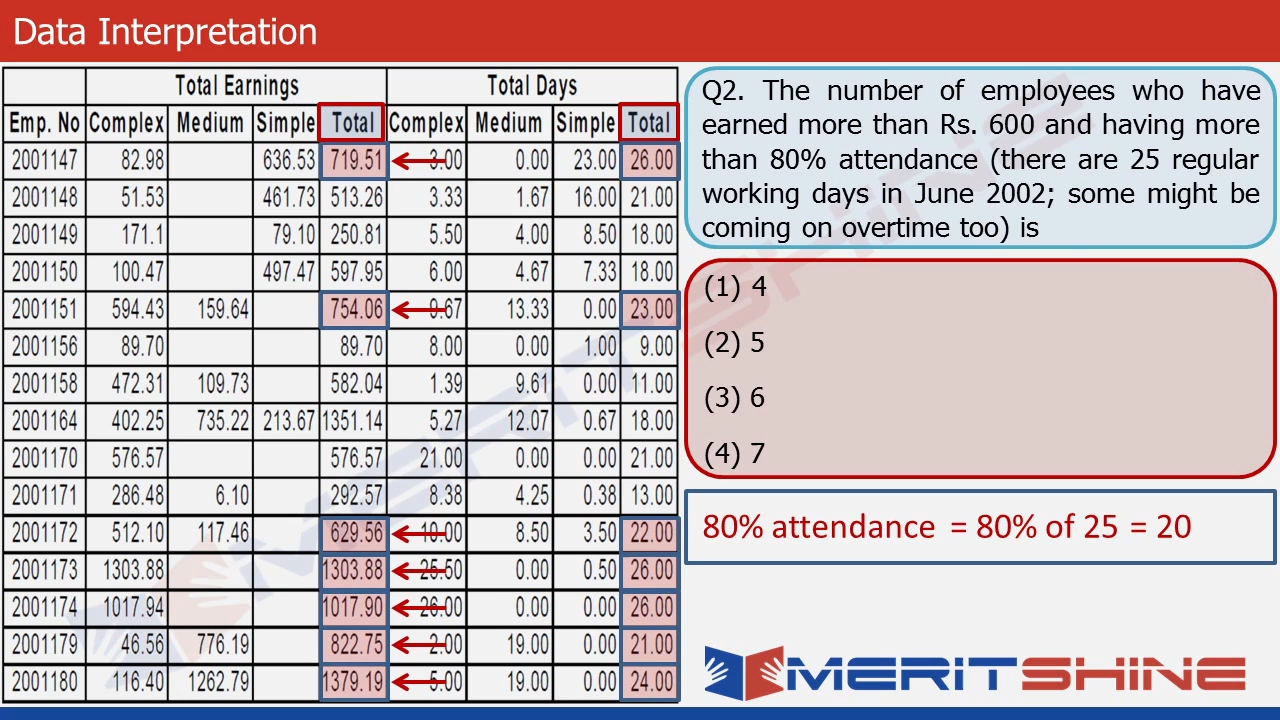 Data Interpretation
Total Earnings Total Days
Emp. No Complex Medium Simple Total Complex Medium Simple Total
2001147 82.98 636.53 719.51 3.00 0.00 23.00 26.00
2001148 51.53 461.73 513.26 3.33 1.67 16.00 21.00
2001149 171.1 79.10 250.81 5.50 4.00 8.50 18.00
2001150 100.47 497.47 597.95 6.00 4.67 7.33 18.00
2001151 594.43 159.64 754.06 9.67 13.33 0.00 23.00
2001156 89.70 89.70 8.00 0.00 1.00 9.00
2001158 472.31 109.73 582.04 1.39 9.61 0.00 11.00
2001164 402.25 735.22 213.67 1351.14 5.27 12.07 0.67 18.00
2001170 576.57 576.57 21.00 0.00 0.00 21.00
2001171 286.48 6.10 292.57 8.38 4.25 0.38 13.00
2001172 512.10 117.46 629.56 10.00 8.50 3.50 22.00
2001173 1303.88 1303.88 25.50 0.00 0.50 26.00
2001174 1017.94 1017.90 26.00 0.00 0.00 26.00
2001179 46.56 776.19 822.75 2.00 19.00 0.00 21.00
2001180 116.40 1262.79 1379.19 5.00 19.00 0.00 24.00
Q2. The number of employees who have
earned more than Rs. 600 and having more
than 80% attendance (there are 25 regular
working days in June 2002; some might be
coming on overtime too) is
(1) 4
(2) 5
(3) 6
(4) 7
80% attendance = 80% of 25 = 20
MERITSHINE
MERITSHINE